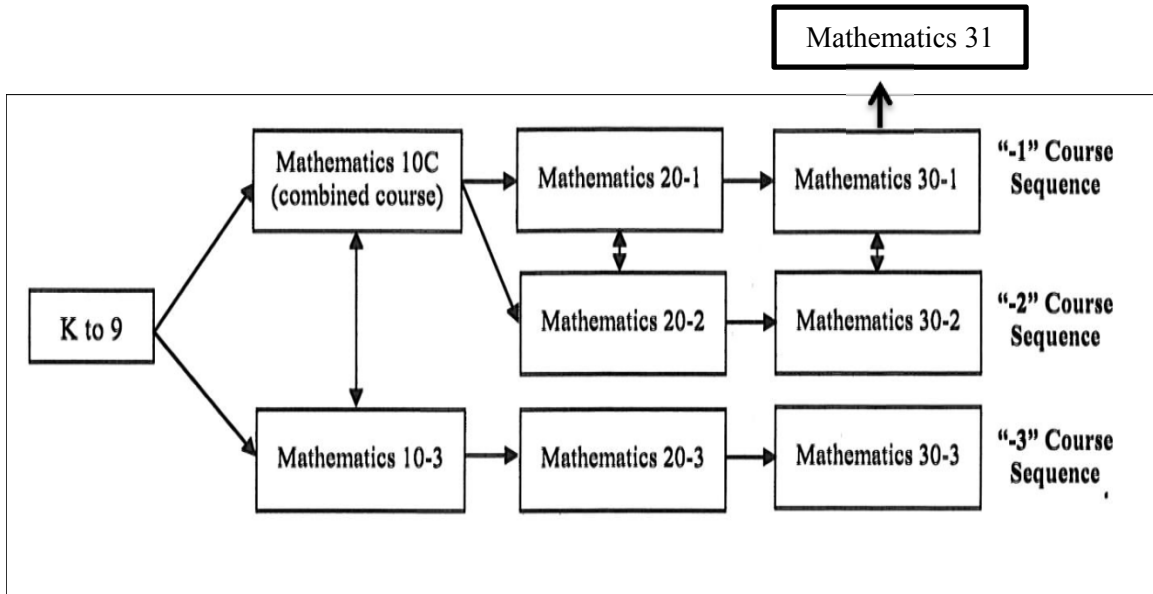 Mathematics 31
Mathematics 10C
(combined course)
Mathematics 20-1
Mathematics 30-1
“-1” Course
Sequence
K to 9
Mathematics 20-2
Mathematics 30-2
“-2” Course
Sequence
Mathematics 10-3
Mathematics 20-3
Mathematics 30-3
“-3” Course
Sequence